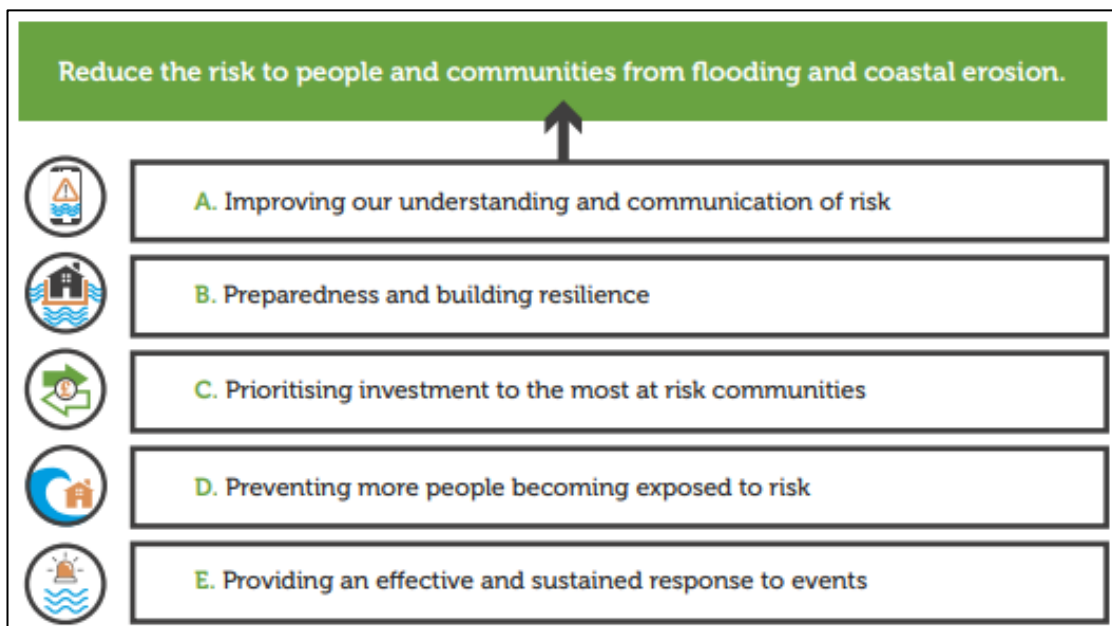 Reduce the risk to people and communities from flooding and coastal erosion.
A. Improving our understanding and communication of risk
B. Preparedness and building resilience
£
C. Prioritising investment to the most at risk communities
D. Preventing more people becoming exposed to risk
E. Providing an effective and sustained response to events